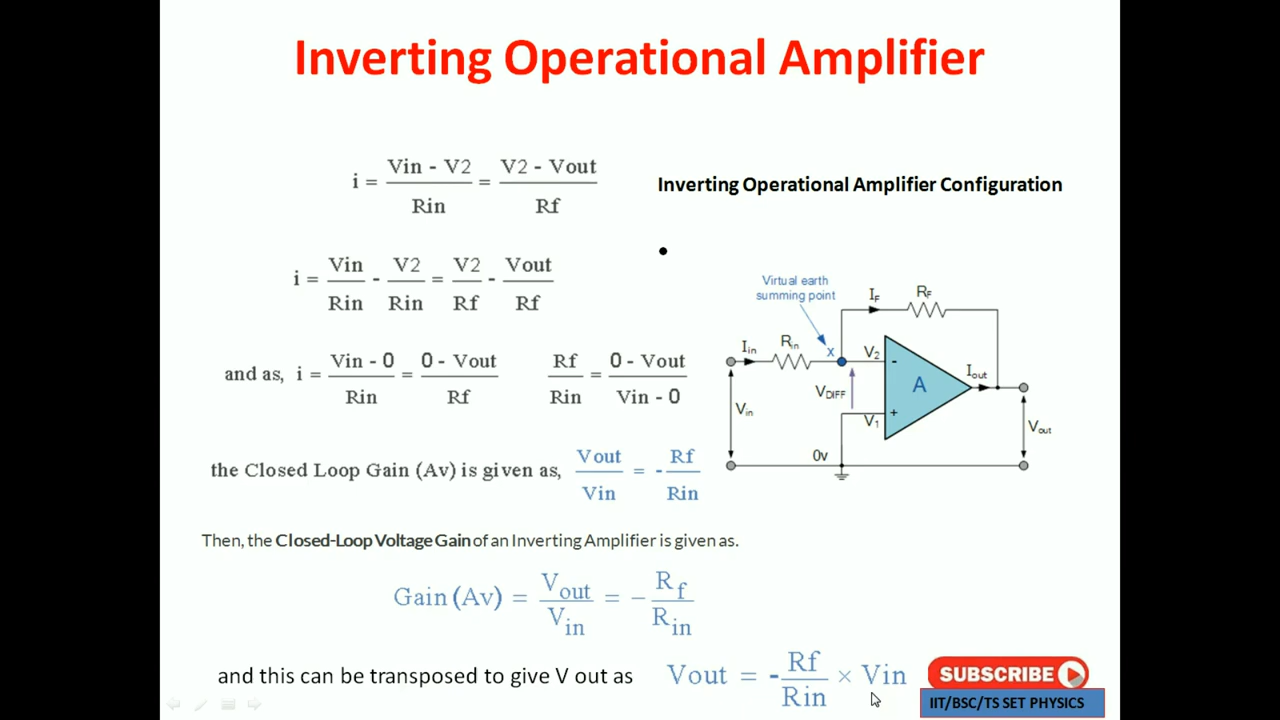 Inverting Operational Amplifier
i = Vin - V2 / Rin = V2 - Vout / Rf
Inverting Operational Amplifier Configuration
i = Vin / Rin - V2 / Rin = V2 / Rf - Vout / Rf
and as, i = Vin - 0 / Rin = 0 - Vout / Rf
Rf / Rin = 0 - Vout / Vin - 0
the Closed Loop Gain (Av) is given as, Vout / Vin = - Rf / Rin
Virtual earth
summing point
IF
RF
Iin
Rin
X
V2
-
A
Iout
VDIFF
Vin
V1
+
Vout
0v
Then, the Closed-Loop Voltage Gain of an Inverting Amplifier is given as.
Gain (Av) = Vout / Vin = - Rf / Rin
and this can be transposed to give V out as
Vout = - Rf / Rin × Vin
SUBSCRIBE
IIT/BSC/TS SET PHYSICS